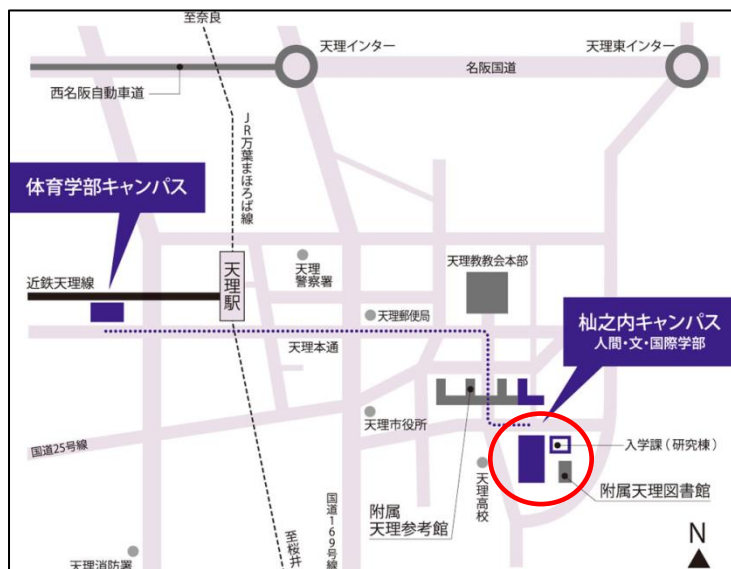 至奈良
天理インター
天理東インター
名阪国道
西名阪自動車道
JR万葉まほろば線
体育学部キャンパス
天理
警察署
天理教教会本部
近鉄天理線
天理駅
天理郵便局
杣之内キャンパス
人間・文・国際学部
天理本通
天理市役所
国道25号線
入学課(研究棟)
天理高校
附属天理図書館
附属
天理参考館
国道169号線
至桜井
天理消防署
N